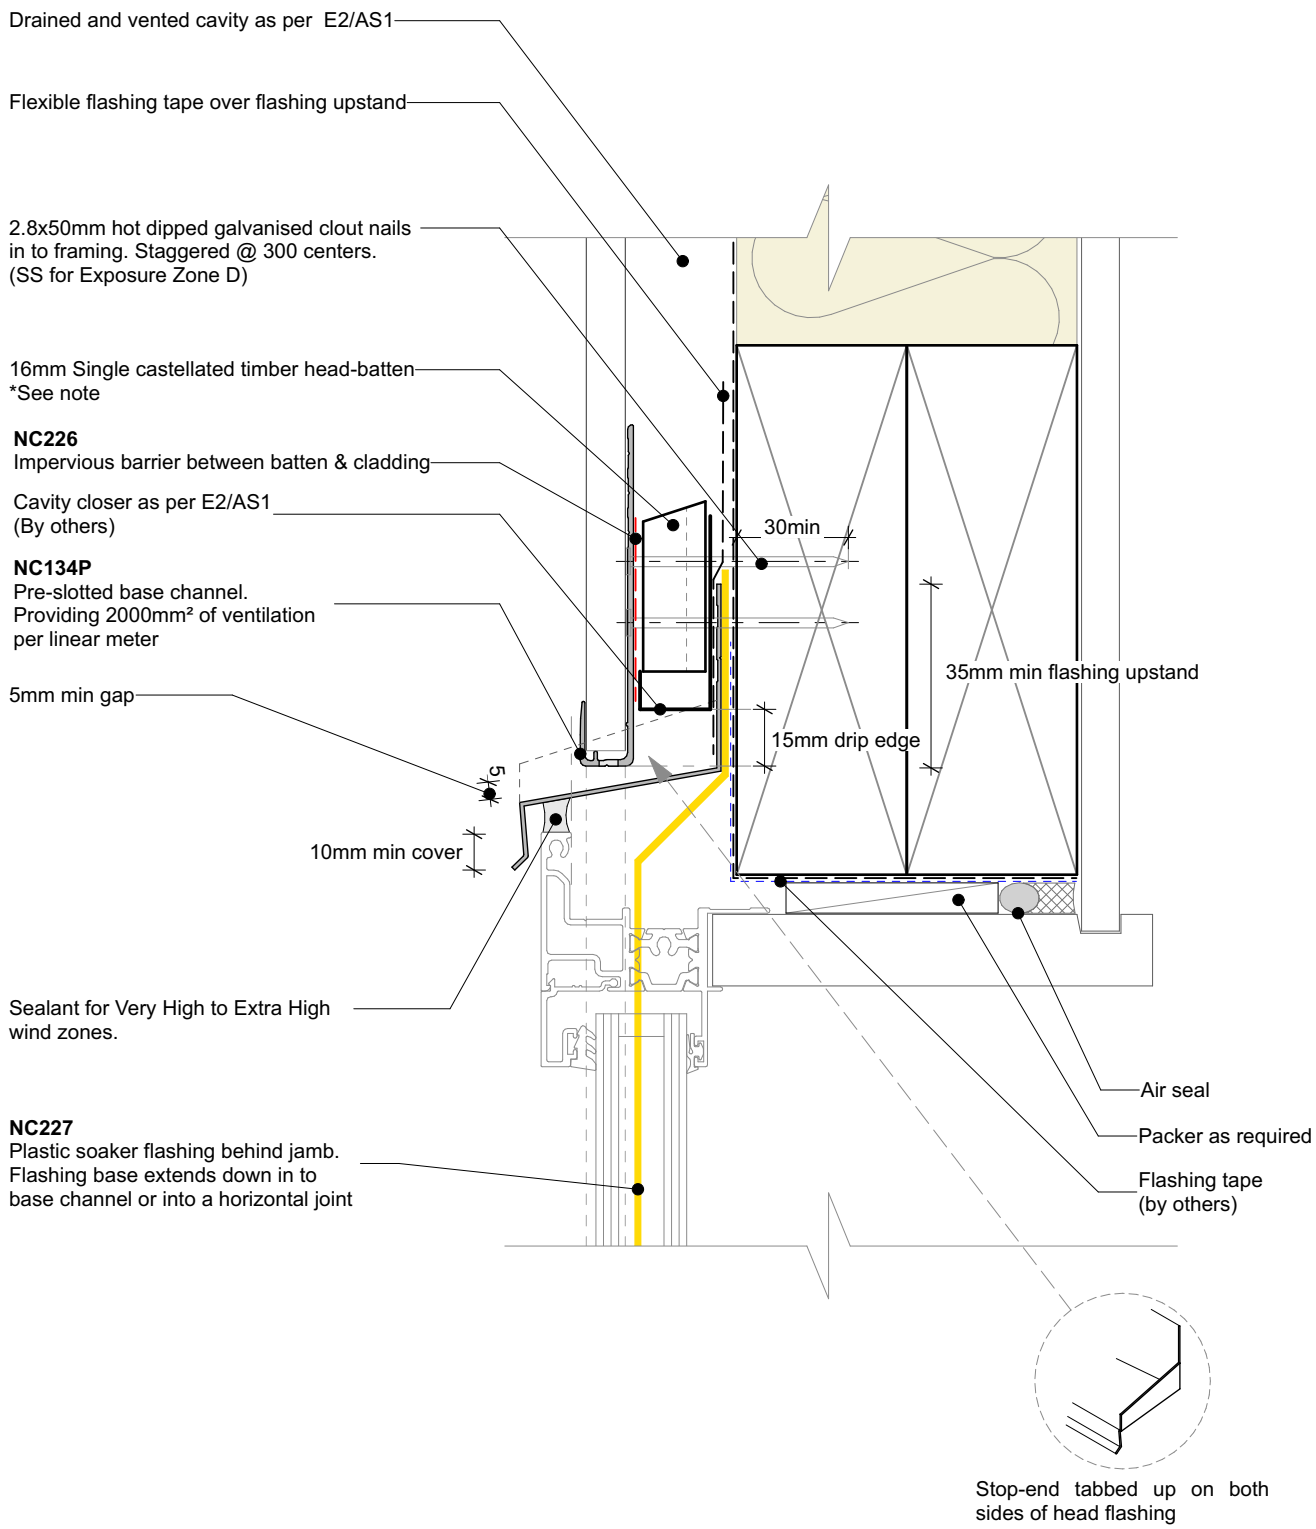 Drained and vented cavity as per E2/AS1
Flexible flashing tape over flashing upstand
2.8x50mm hot dipped galvanised clout nails
in to framing. Staggered @ 300 centers.
(SS for Exposure Zone D)
16mm Single castellated timber head-batten
*See note
NC226
Impervious barrier between batten & cladding
Cavity closer as per E2/AS1
(By others)
NC134P
Pre-slotted base channel.
Providing 2000mm² of ventilation
per linear meter
5mm min gap
30min
35mm min flashing upstand
15mm drip edge
5
10mm min cover
Sealant for Very High to Extra High
wind zones.
NC227
Plastic soaker flashing behind jamb.
Flashing base extends down in to
base channel or into a horizontal joint
Air seal
Packer as required
Flashing tape
(by others)
Stop-end tabbed up on both
sides of head flashing